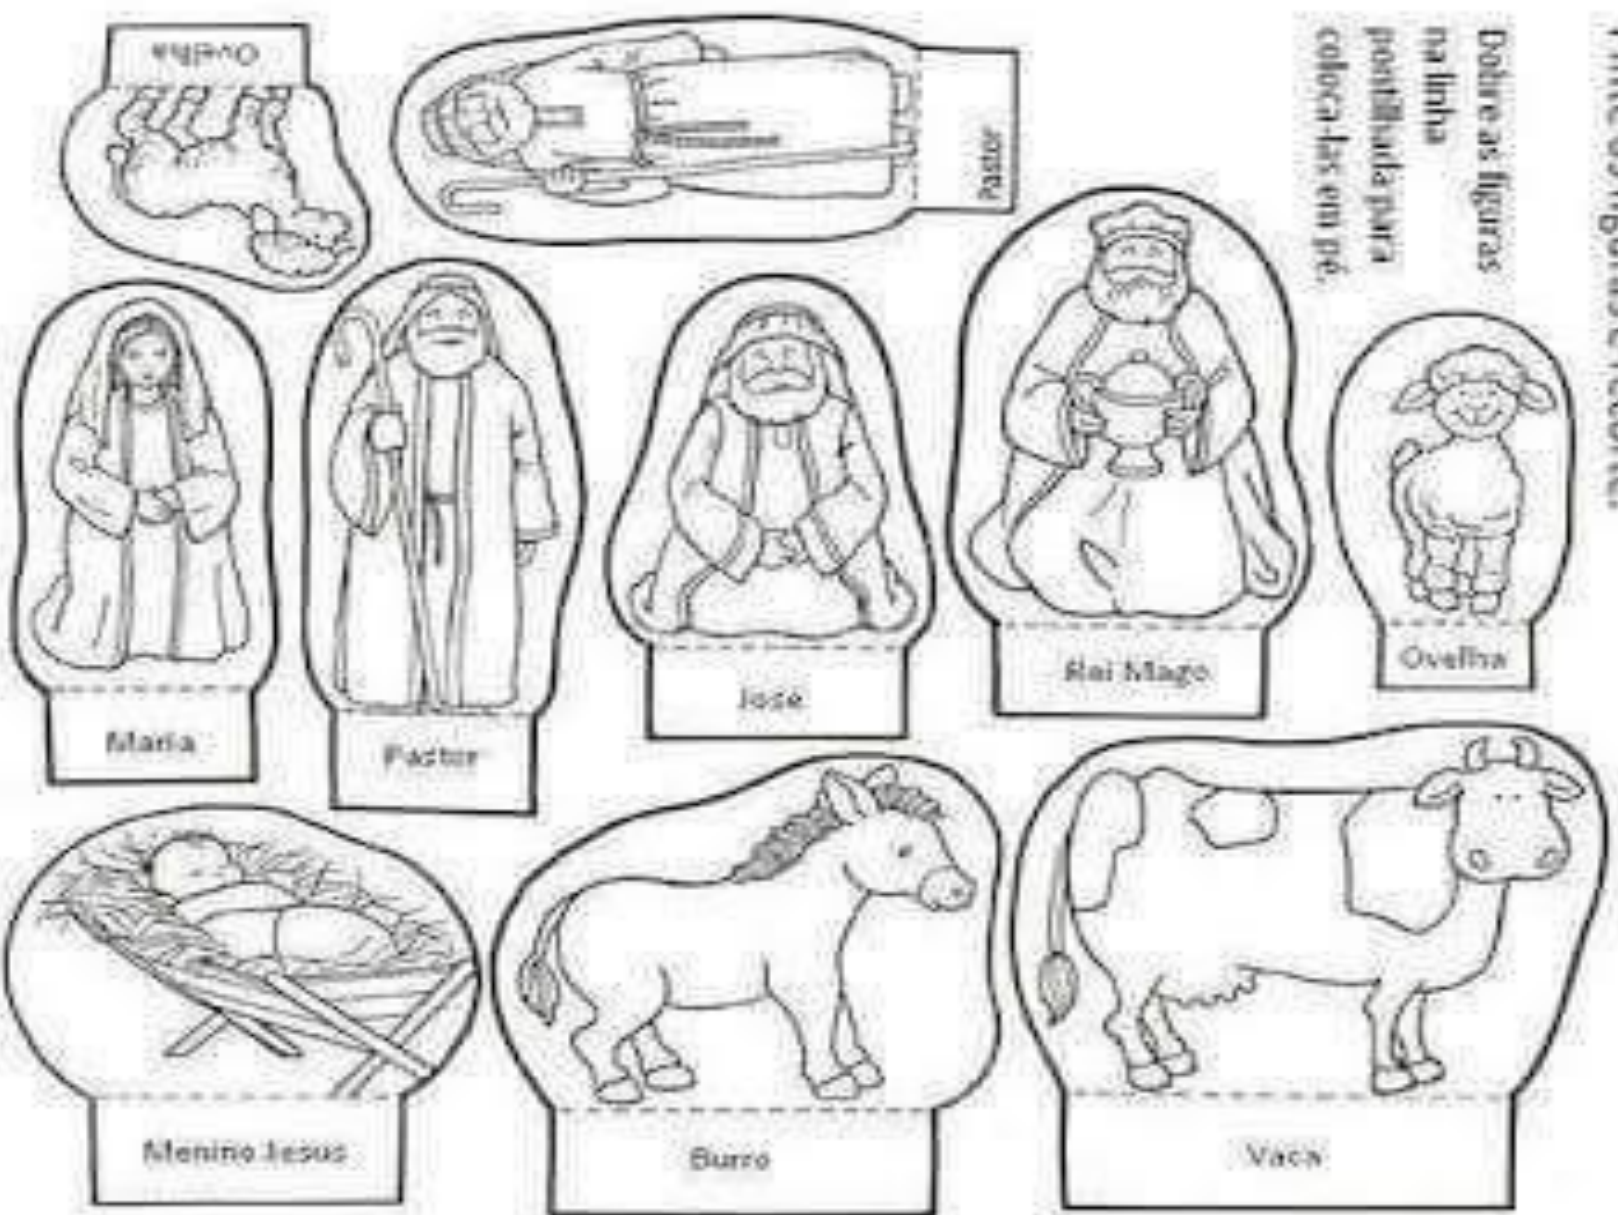 Dobre as figuras
na linha
pontilhada para
coloca-las em pé.
Ovelha
Pastor
Maria
Pastor
José
Rei Mago
Ovelha
Menino Jesus
Burro
Vaca